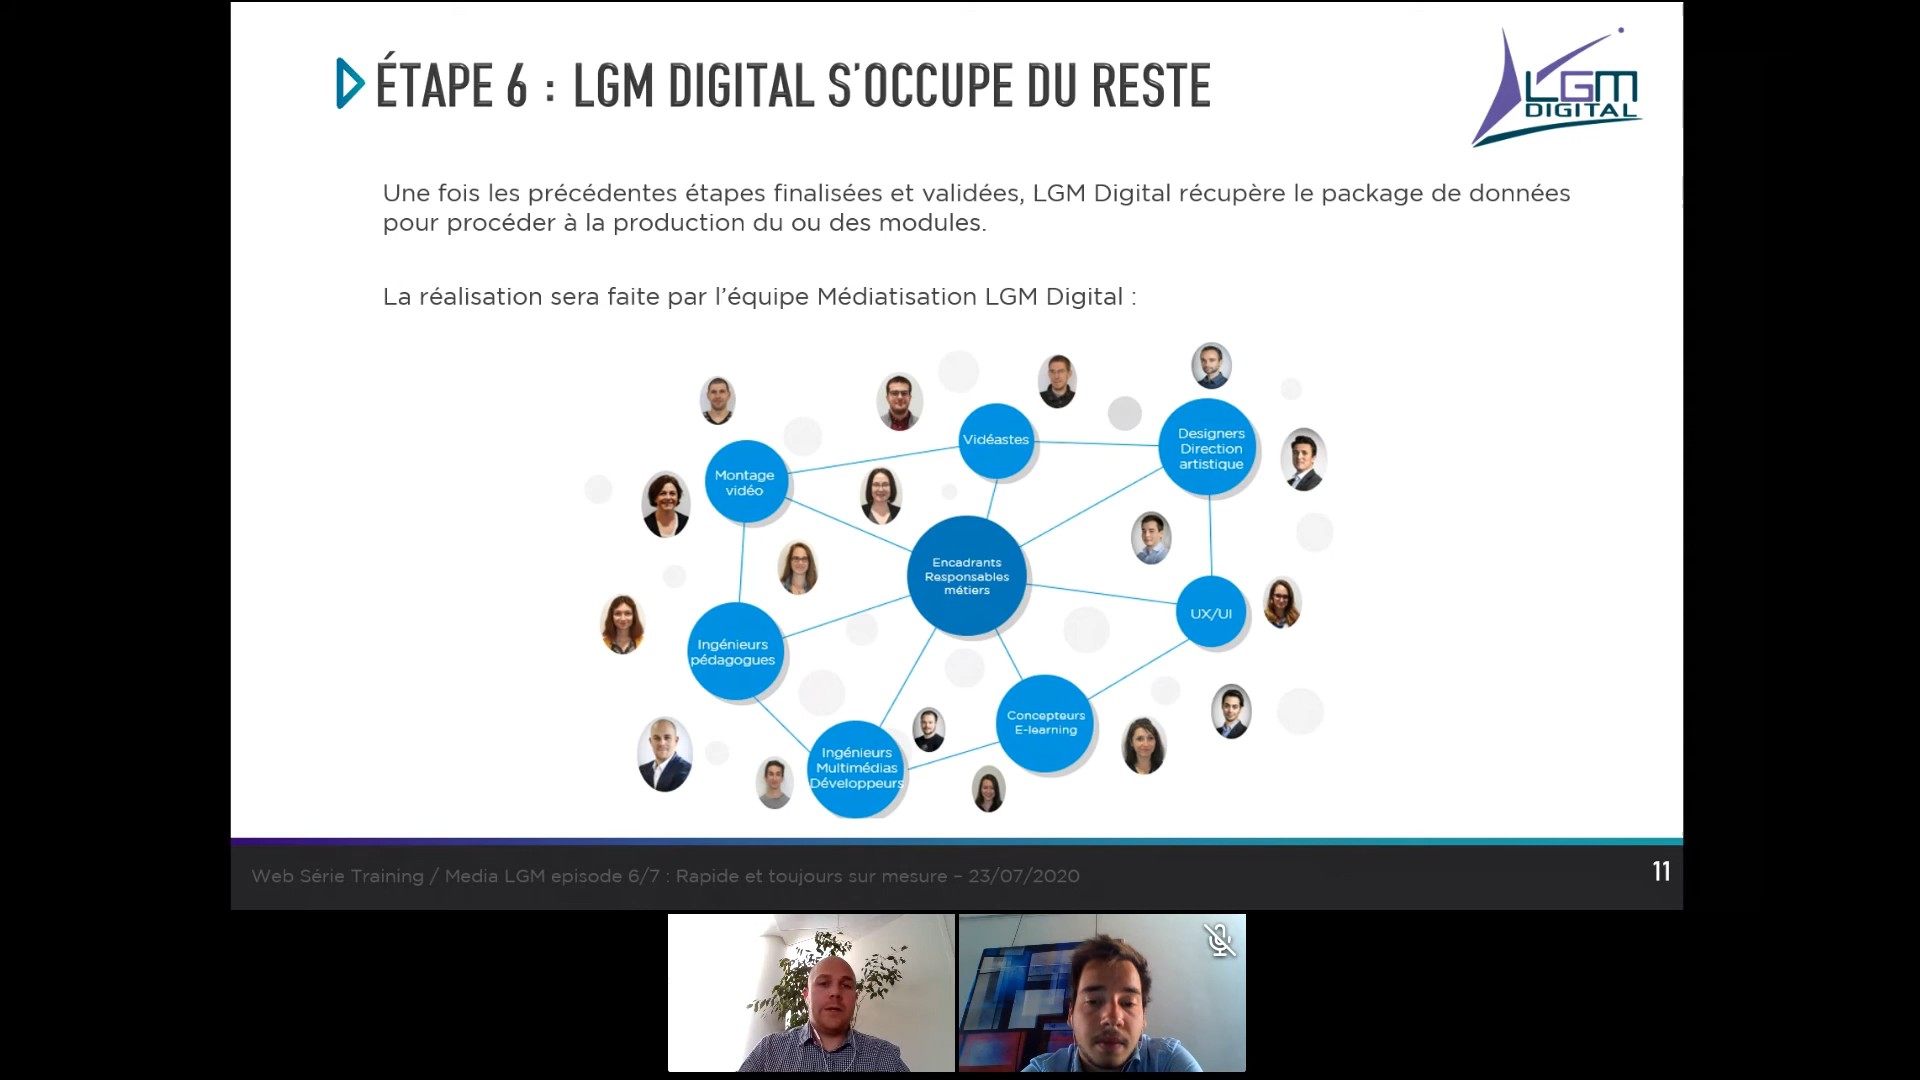 ÉTAPE 6 : LGM DIGITAL S'OCCUPE DU RESTE
LGM
DIGITAL
Une fois les précédentes étapes finalisées et validées, LGM Digital récupère le package de données
pour procéder à la production du ou des modules.
La réalisation sera faite par l’équipe Médiatisation LGM Digital :
Vidéastes
Designers
Direction
artistique
Montage
vidéo
Encadrants
Responsables
métiers
UX/UI
Ingénieurs
pédagogues
Concepteurs
E-learning
Ingénieurs
Multimédias
Développeurs
Web Série Training / Media LGM episode 6/7 : Rapide et toujours sur mesure – 23/07/2020
11